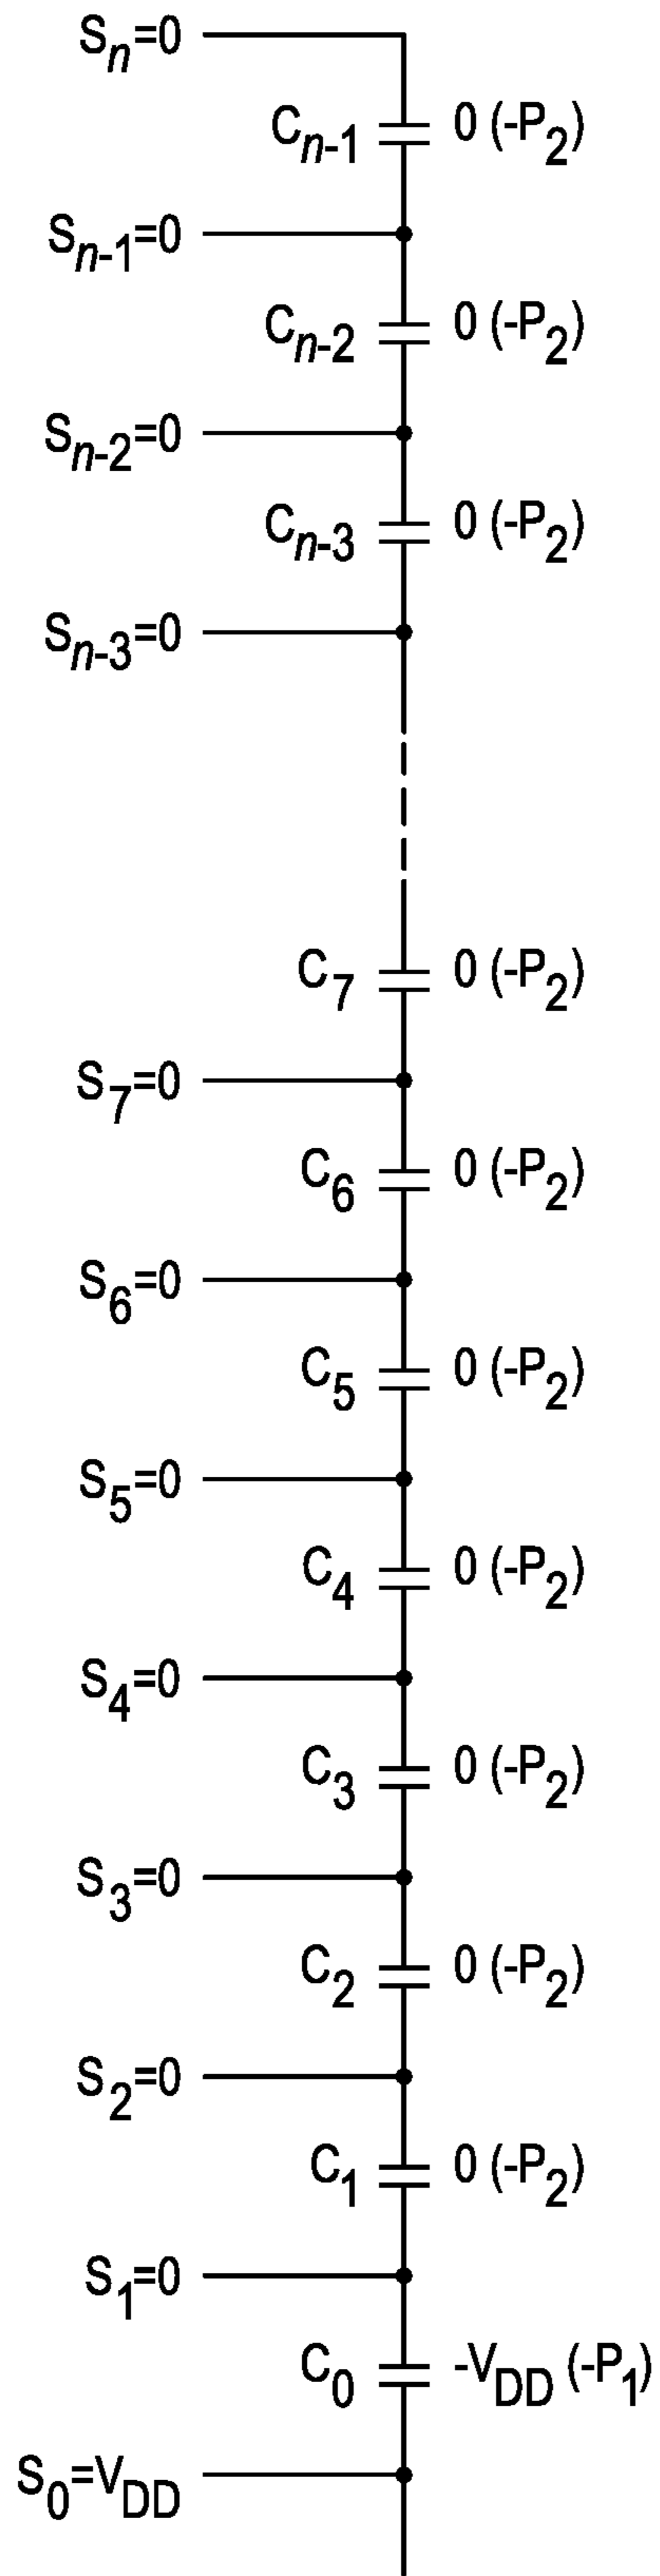 Sn=0
Cn-1 0 (-P2)
Sn-1=0
Cn-2 0 (-P2)
Sn-2=0
Cn-3 0 (-P2)
Sn-3=0
C7 0 (-P2)
S7=0
C6 0 (-P2)
S6=0
C5 0 (-P2)
S5=0
C4 0 (-P2)
S4=0
C3 0 (-P2)
S3=0
C2 0 (-P2)
S2=0
C1 0 (-P2)
S1=0
C0 -VDD (-P1)
S0=VDD